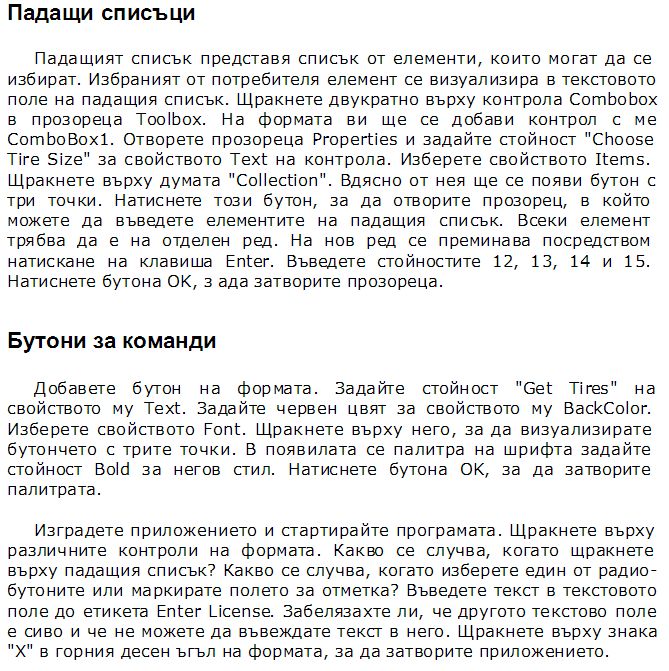 Падащи списъци
Падащият списък представя списък от елементи, които могат да се
избират. Избраният от потребителя елемент се визуализира в текстовото
поле на падащия списък. Щракнете двукратно върху контрола Combobox
в прозореца Toolbox. На формата ви ще се добави контрол с ме
ComboBox1. Отворете прозореца Properties и задайте стойност "Choose
Tire Size" за свойството Text на контрола. Изберете свойството Items.
Щракнете върху думата "Collection". Вдясно от нея ще се появи бутон с
три точки. Натиснете този бутон, за да отворите прозорец, в който
можете да въведете елементите на падащия списък. Всеки елемент
трябва да е на отделен ред. На нов ред се преминава посредством
натискане на клавиша Enter. Въведете стойностите 12, 13, 14 и 15.
Натиснете бутона OK, з ада затворите прозореца.
Бутони за команди
Добавете бутон на формата. Задайте стойност "Get Tires" на
свойството му Text. Задайте червен цвят за свойството му BackColor.
Изберете свойството Font. Щракнете върху него, за да визуализирате
бутончето с трите точки. В появилата се палитра на шрифта задайте
стойност Bold за негов стил. Натиснете бутона OK, за да затворите
палитрата.
Изградете приложението и стартирайте програмата. Щракнете върху
различните контроли на формата. Какво се случва, когато щракнете
върху падащия списък? Какво се случва, когато изберете един от радио-
бутоните или маркирате полето за отметка? Въведете текст в текстовото
поле до етикета Enter License. Забелязахте ли, че другото текстово поле
е сиво и че не можете да въвеждате текст в него. Щракнете върху знака
"X" в горния десен ъгъл на формата, за да затворите приложението.